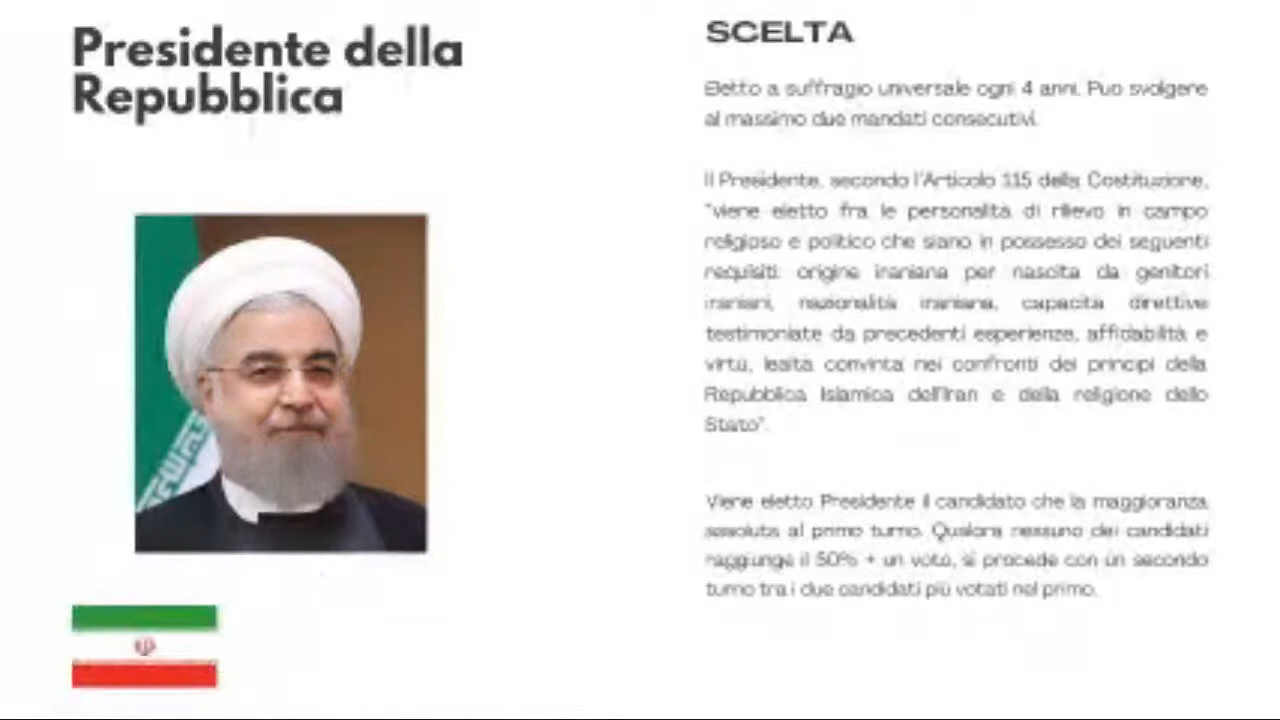 Presidente della
Repubblica
SCELTA
Eletto a suffragio universale ogni 4 anni. Puo svolgere
al massimo due mandati consecutivi.
Il Presidente, secondo l'Articolo 115 della Costituzione,
"viene eletto fra le personalità di rilievo in campo
religioso e politico che siano in possesso dei seguenti
requisiti: origine iraniana per nascita da genitori
iraniani, nazionalità iraniana, capacità direttive
testimoniate da precedenti esperienze, affidabilità e
virtù, lealtà convinta nei confronti dei principi della
Repubblica Islamica dell'Iran e della religione dello
Stato".
Viene eletto Presidente il candidato che la maggioranza
assoluta al primo turno. Qualora nessuno dei candidati
raggiunga il 50% + un voto, si procede con un secondo
turno tra i due candidati più votati nel primo.